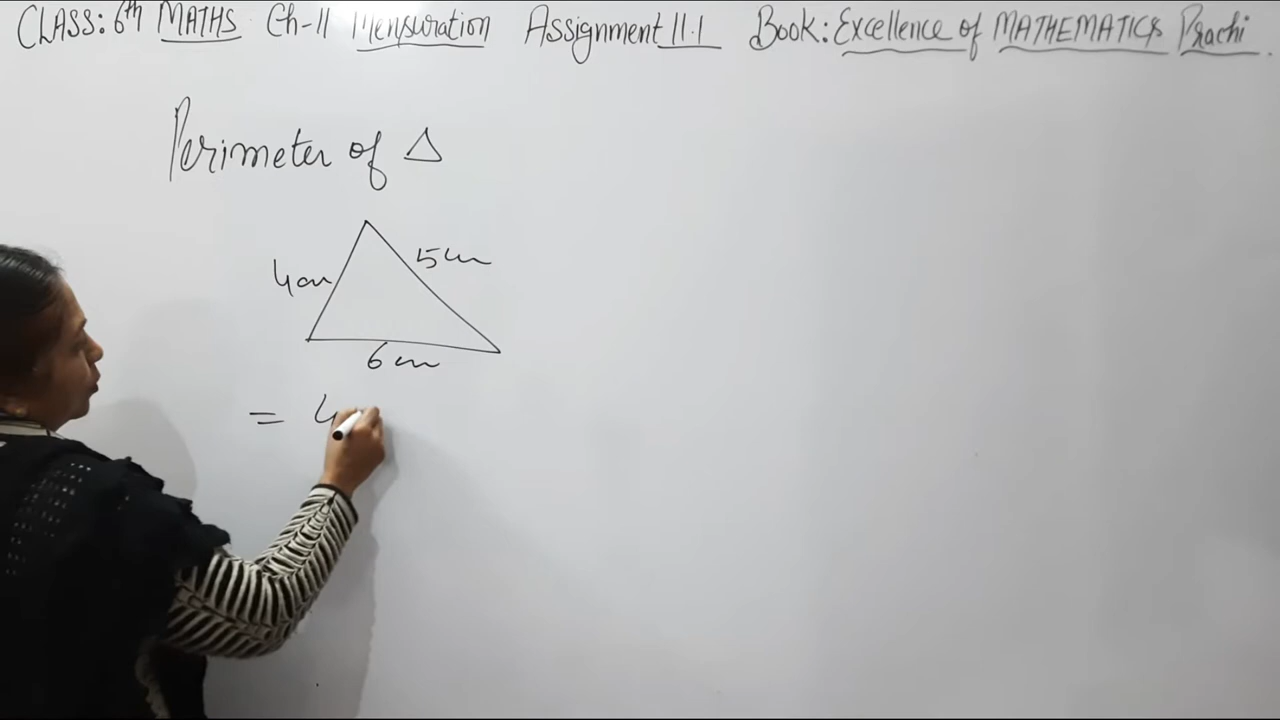 CLASS: 6th MATHS Ch-11 Mensuration Assignment 11.1 Book: Excellence of MATHEMATICS Prachi.
Perimeter of Δ
4cm 5cm
6cm
= 4